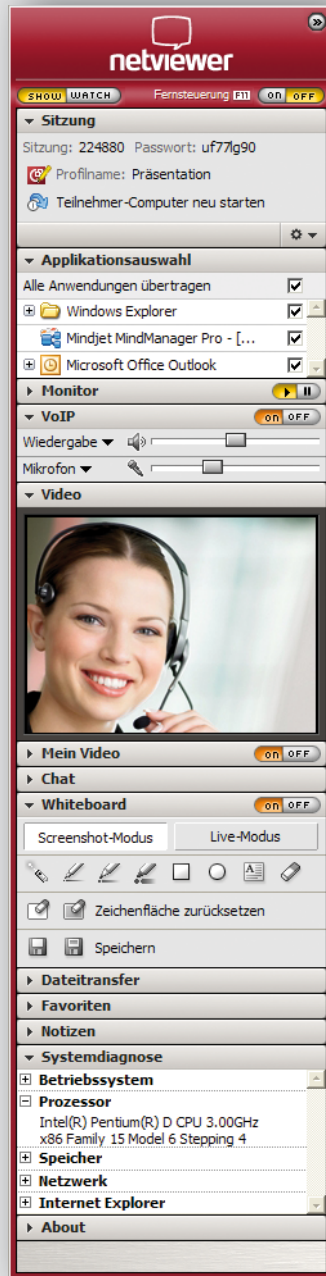 netviewer
SHOW WATCH Fernsteuerung F11 on OFF
Sitzung
Sitzung: 224880 Passwort: uf77lg90
Profilname: Präsentation
Teilnehmer-Computer neu starten
Applikationsauswahl
Alle Anwendungen übertragen
Windows Explorer
Mindjet MindManager Pro - [...
Microsoft Office Outlook
Monitor
VoIP on OFF
Wiedergabe
Mikrofon
Video
Mein Video on OFF
Chat
Whiteboard on OFF
Screenshot-Modus Live-Modus
A
Zeichenfläche zurücksetzen
Speichern
Dateitransfer
Favoriten
Notizen
Systemdiagnose
Betriebssystem
Prozessor
Intel(R) Pentium(R) D CPU 3.00GHz
x86 Family 15 Model 6 Stepping 4
Speicher
Netzwerk
Internet Explorer
About